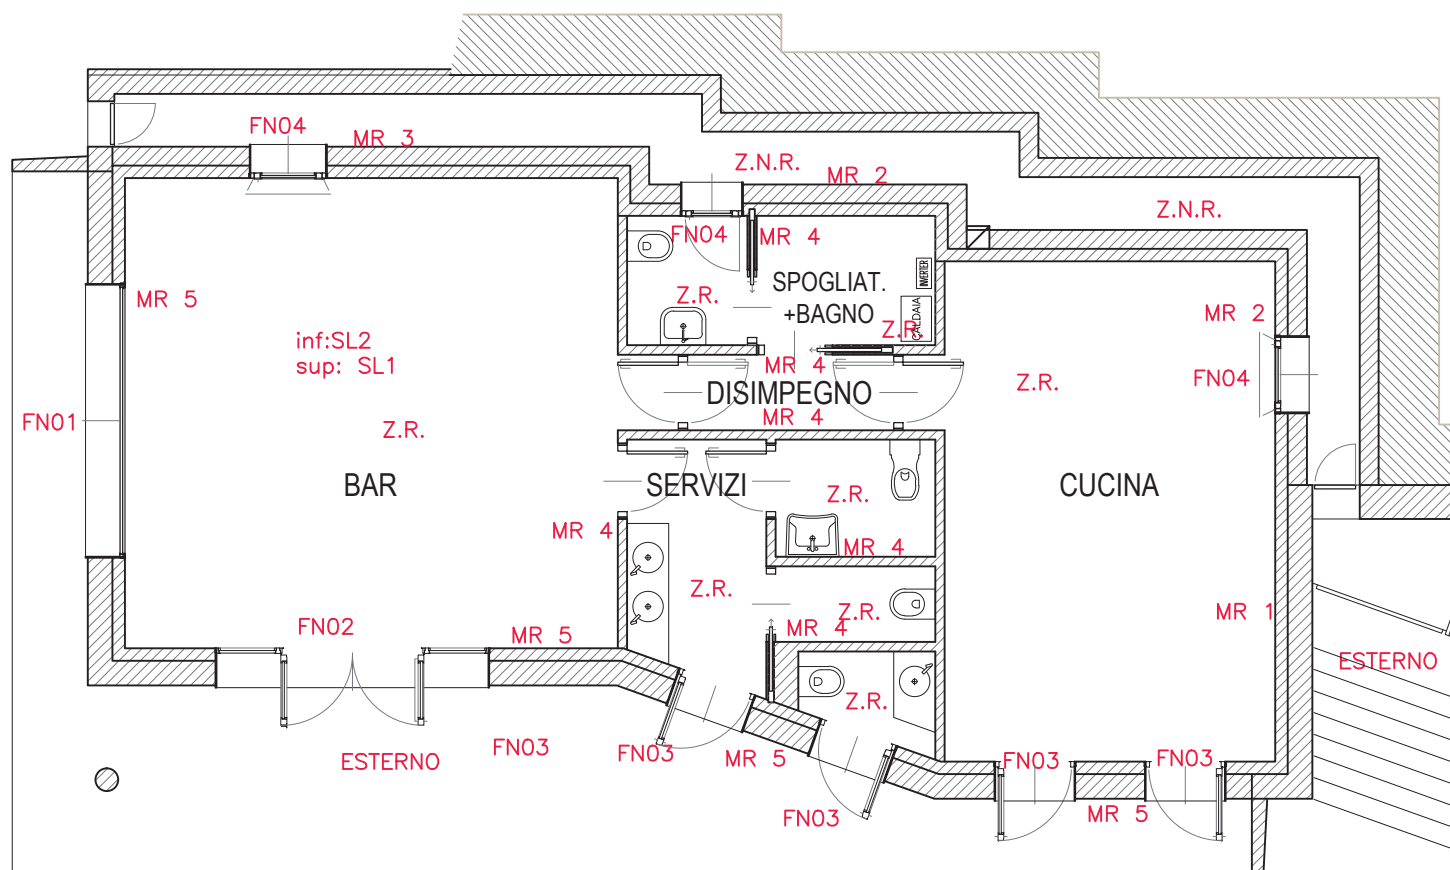 FN04
MR 3
Z.N.R.
MR 2
Z.N.R.
FN04
MR 4
SPOGLIAT.
+BAGNO
INVERTER
CALDAIA
Z.R.
Z.R.
MR 5
MR 2
inf:SL2
sup: SL1
MR 4
DISIMPEGNO
MR 4
Z.R.
FN04
FN01
Z.R.
BAR
SERVIZI
Z.R.
CUCINA
MR 4
MR 4
Z.R.
Z.R.
MR 4
MR 1
FN02
MR 5
ESTERNO
Z.R.
ESTERNO
FN03
FN03
MR 5
FN03
FN03
FN03
MR 5